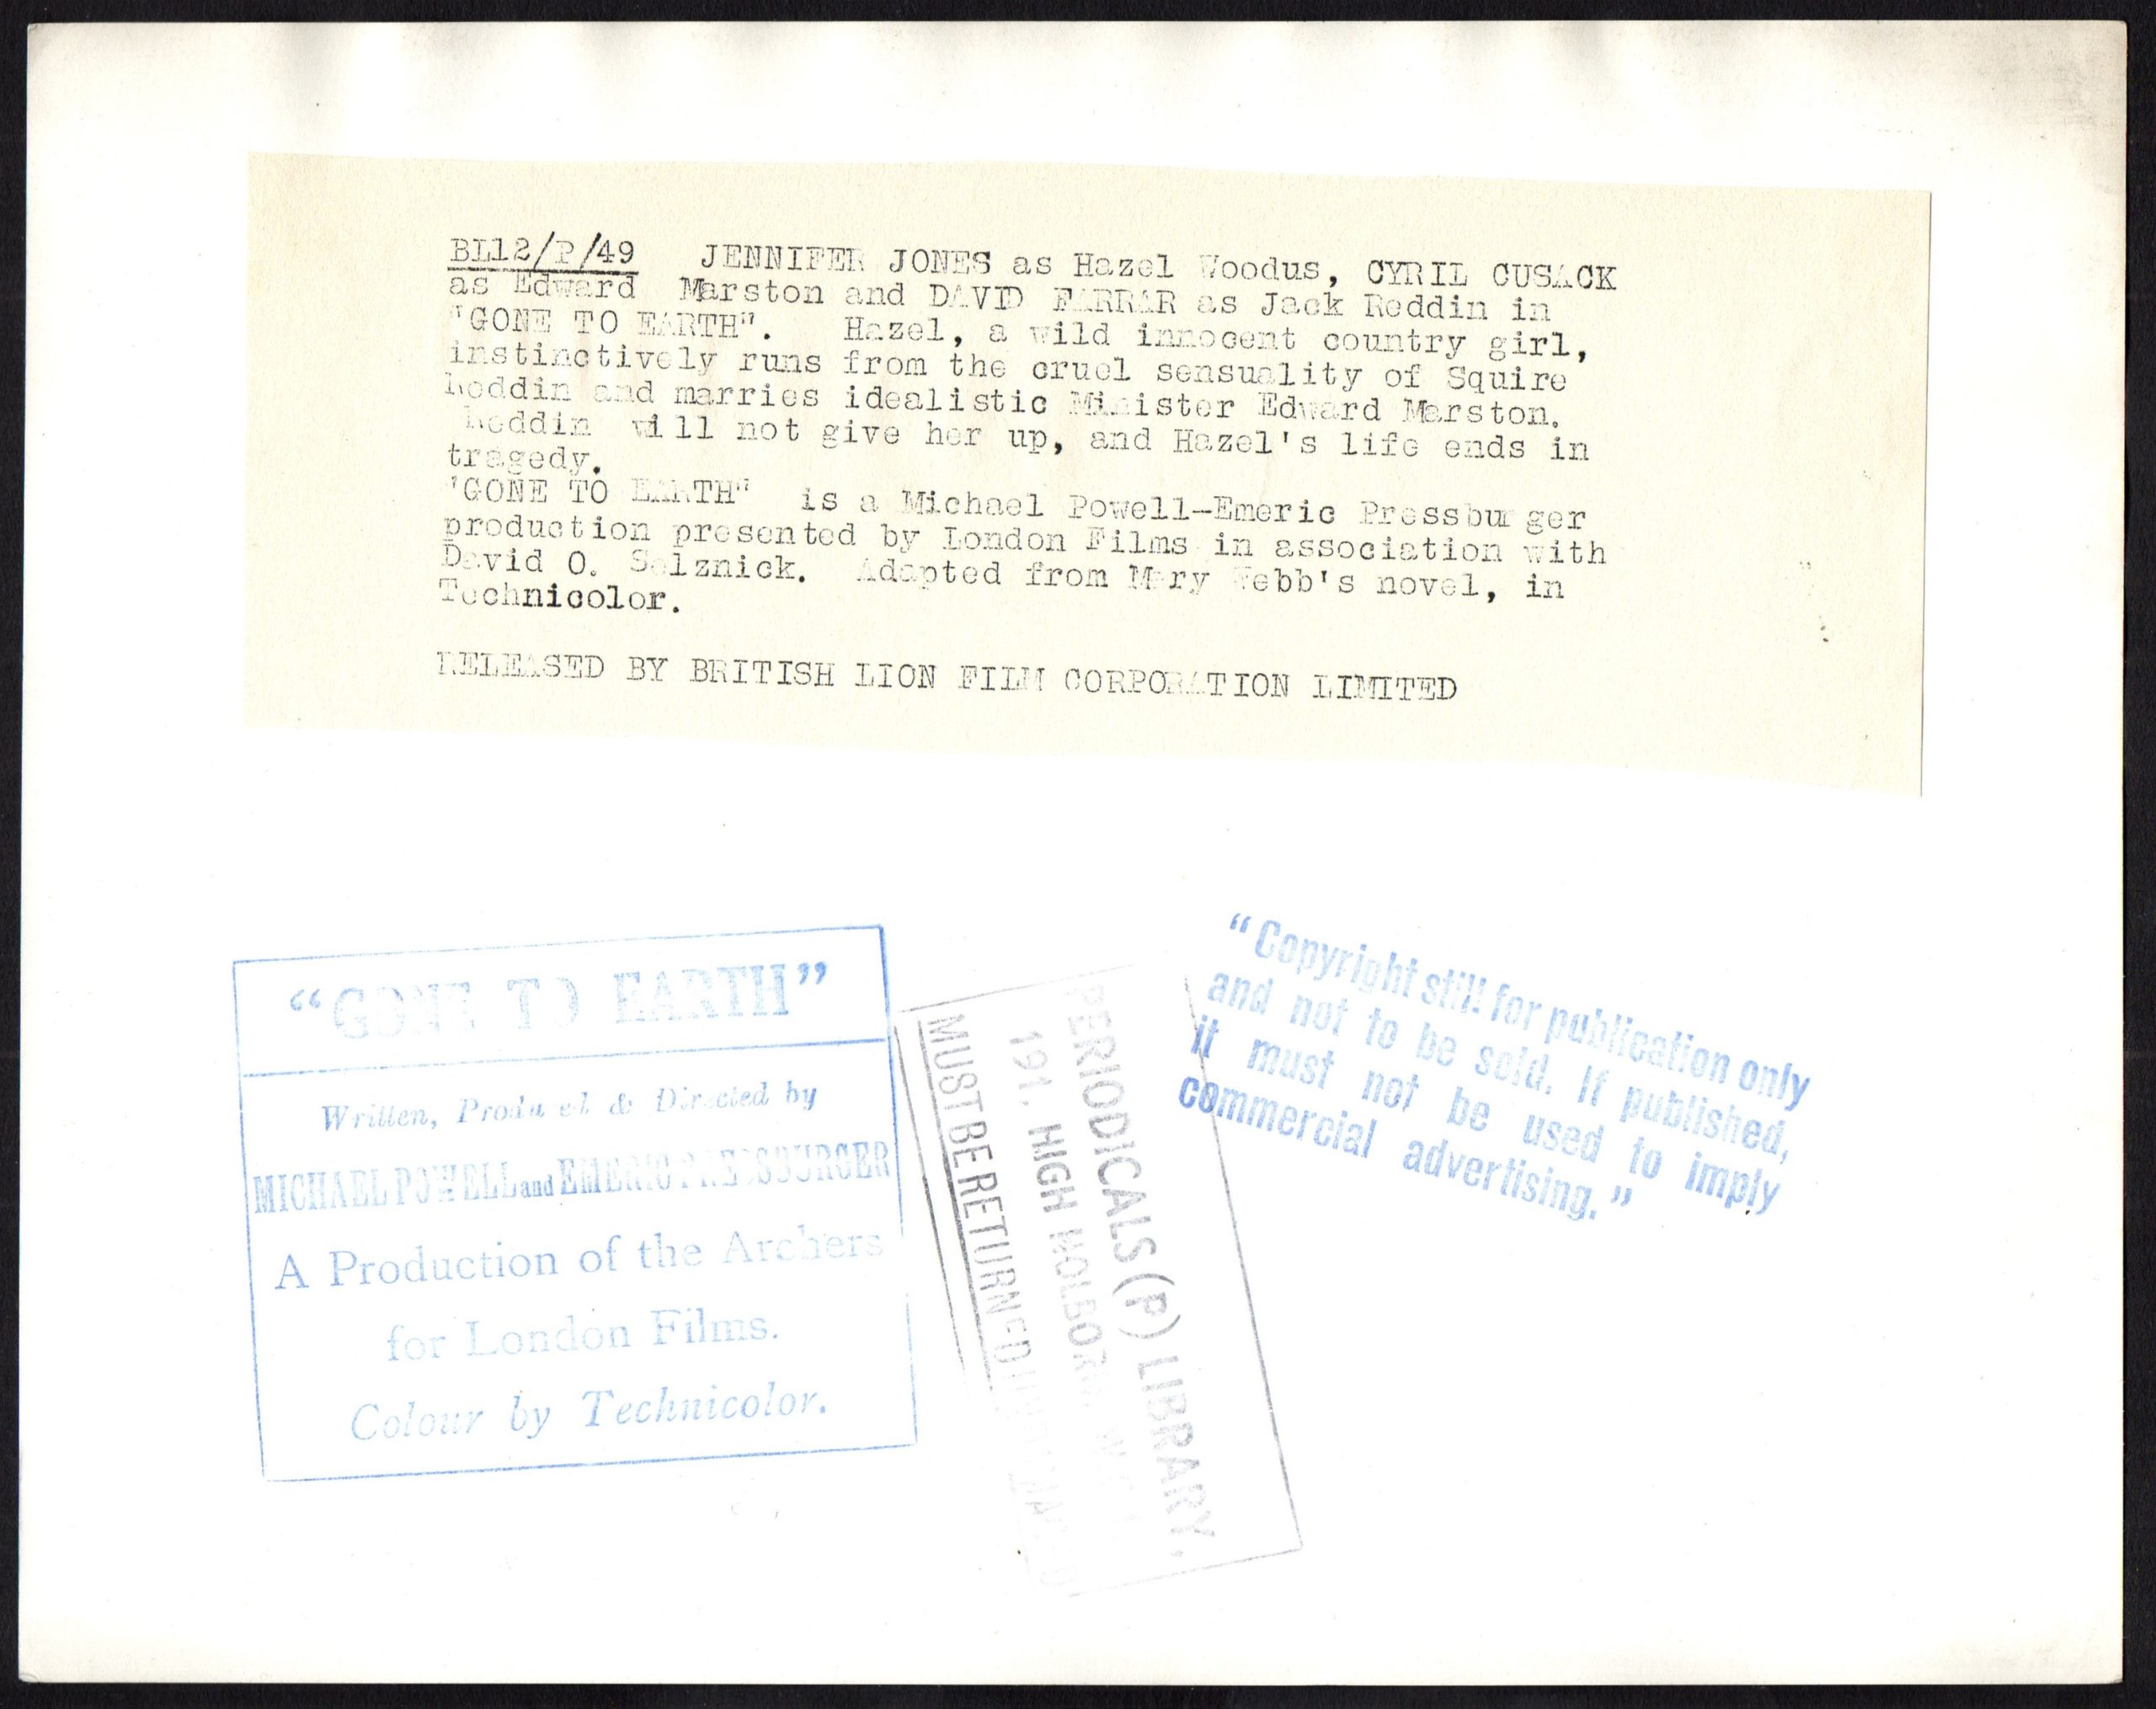 BL12/P/49 JENNIFER JONES as Hazel Woodus, CYRIL CUSACK
as Edward Marston and DAVID FARRAR as Jack Reddin in
"GONE TO EARTH". Hazel, a wild innocent country girl,
instinctively runs from the cruel sensuality of Squire
Reddin and marries idealistic Minister Edward Marston.
Reddin will not give her up, and Hazel's life ends in
tragedy.
"GONE TO EARTH" is a Michael Powell-Emeric Pressburger
production presented by London Films in association with
David O. Selznick. Adapted from Mary Webb's novel, in
Technicolor.
RELEASED BY BRITISH LION FILM CORPORATION LIMITED
"GONE TO EARTH"
Written, Produced & Directed by
MICHAEL POWELL and EMERIC PRESSBURGER
A Production of the Archers
for London Films.
Colour by Technicolor.
PERIODICALS (P) LIBRARY,
191, HIGH HOLBORN
MUST BE RETURNED
"Copyright still for publication only
and not to be sold. If published,
it must not be used to imply
commercial advertising."